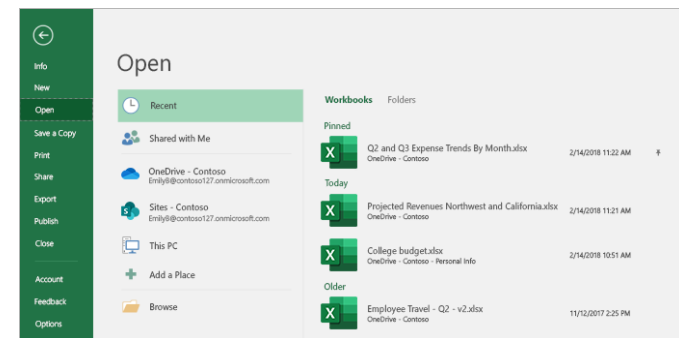 Info
New
Open
Save a Copy
Print
Share
Export
Publish
Close
Account
Feedback
Options
Open
Recent
Shared with Me
OneDrive - Contoso
EmilyB@contoso127.onmicrosoft.com
Sites - Contoso
EmilyB@contoso127.onmicrosoft.com
This PC
Add a Place
Browse
Workbooks Folders
Pinned
Q2 and Q3 Expense Trends By Month.xlsx
OneDrive - Contoso
2/14/2018 11:22 AM
Today
Projected Revenues Northwest and California.xlsx
OneDrive - Contoso
2/14/2018 11:21 AM
College budget.xlsx
OneDrive - Contoso - Personal Info
2/14/2018 10:51 AM
Older
Employee Travel - Q2 - v2.xlsx
OneDrive - Contoso
11/12/2017 2:25 PM